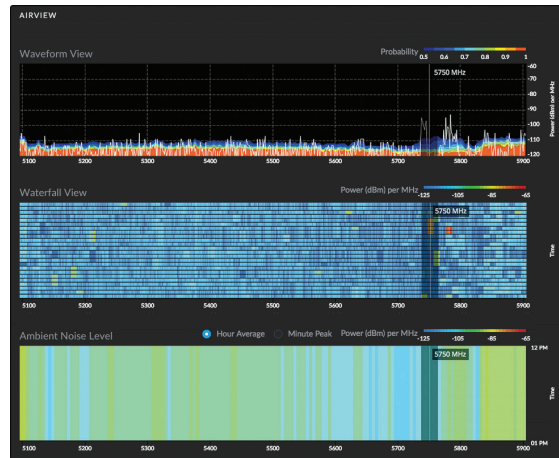 AIRVIEW
Waveform View
Probability 0.5 0.6 0.7 0.8 0.9 1
5750 MHz
-60
-70
-80
-90
-100
-110
-120
Power (dBm) per MHz
5100 5200 5300 5400 5500 5600 5700 5800 5900
Waterfall View
Power (dBm) per MHz -125 -105 -85 -65
5750 MHz
Time
5100 5200 5300 5400 5500 5600 5700 5800 5900
Ambient Noise Level
Hour Average Minute Peak Power (dBm) per MHz -125 -105 -85 -65
5750 MHz
12 PM
Time
01 PM
5100 5200 5300 5400 5500 5600 5700 5800 5900